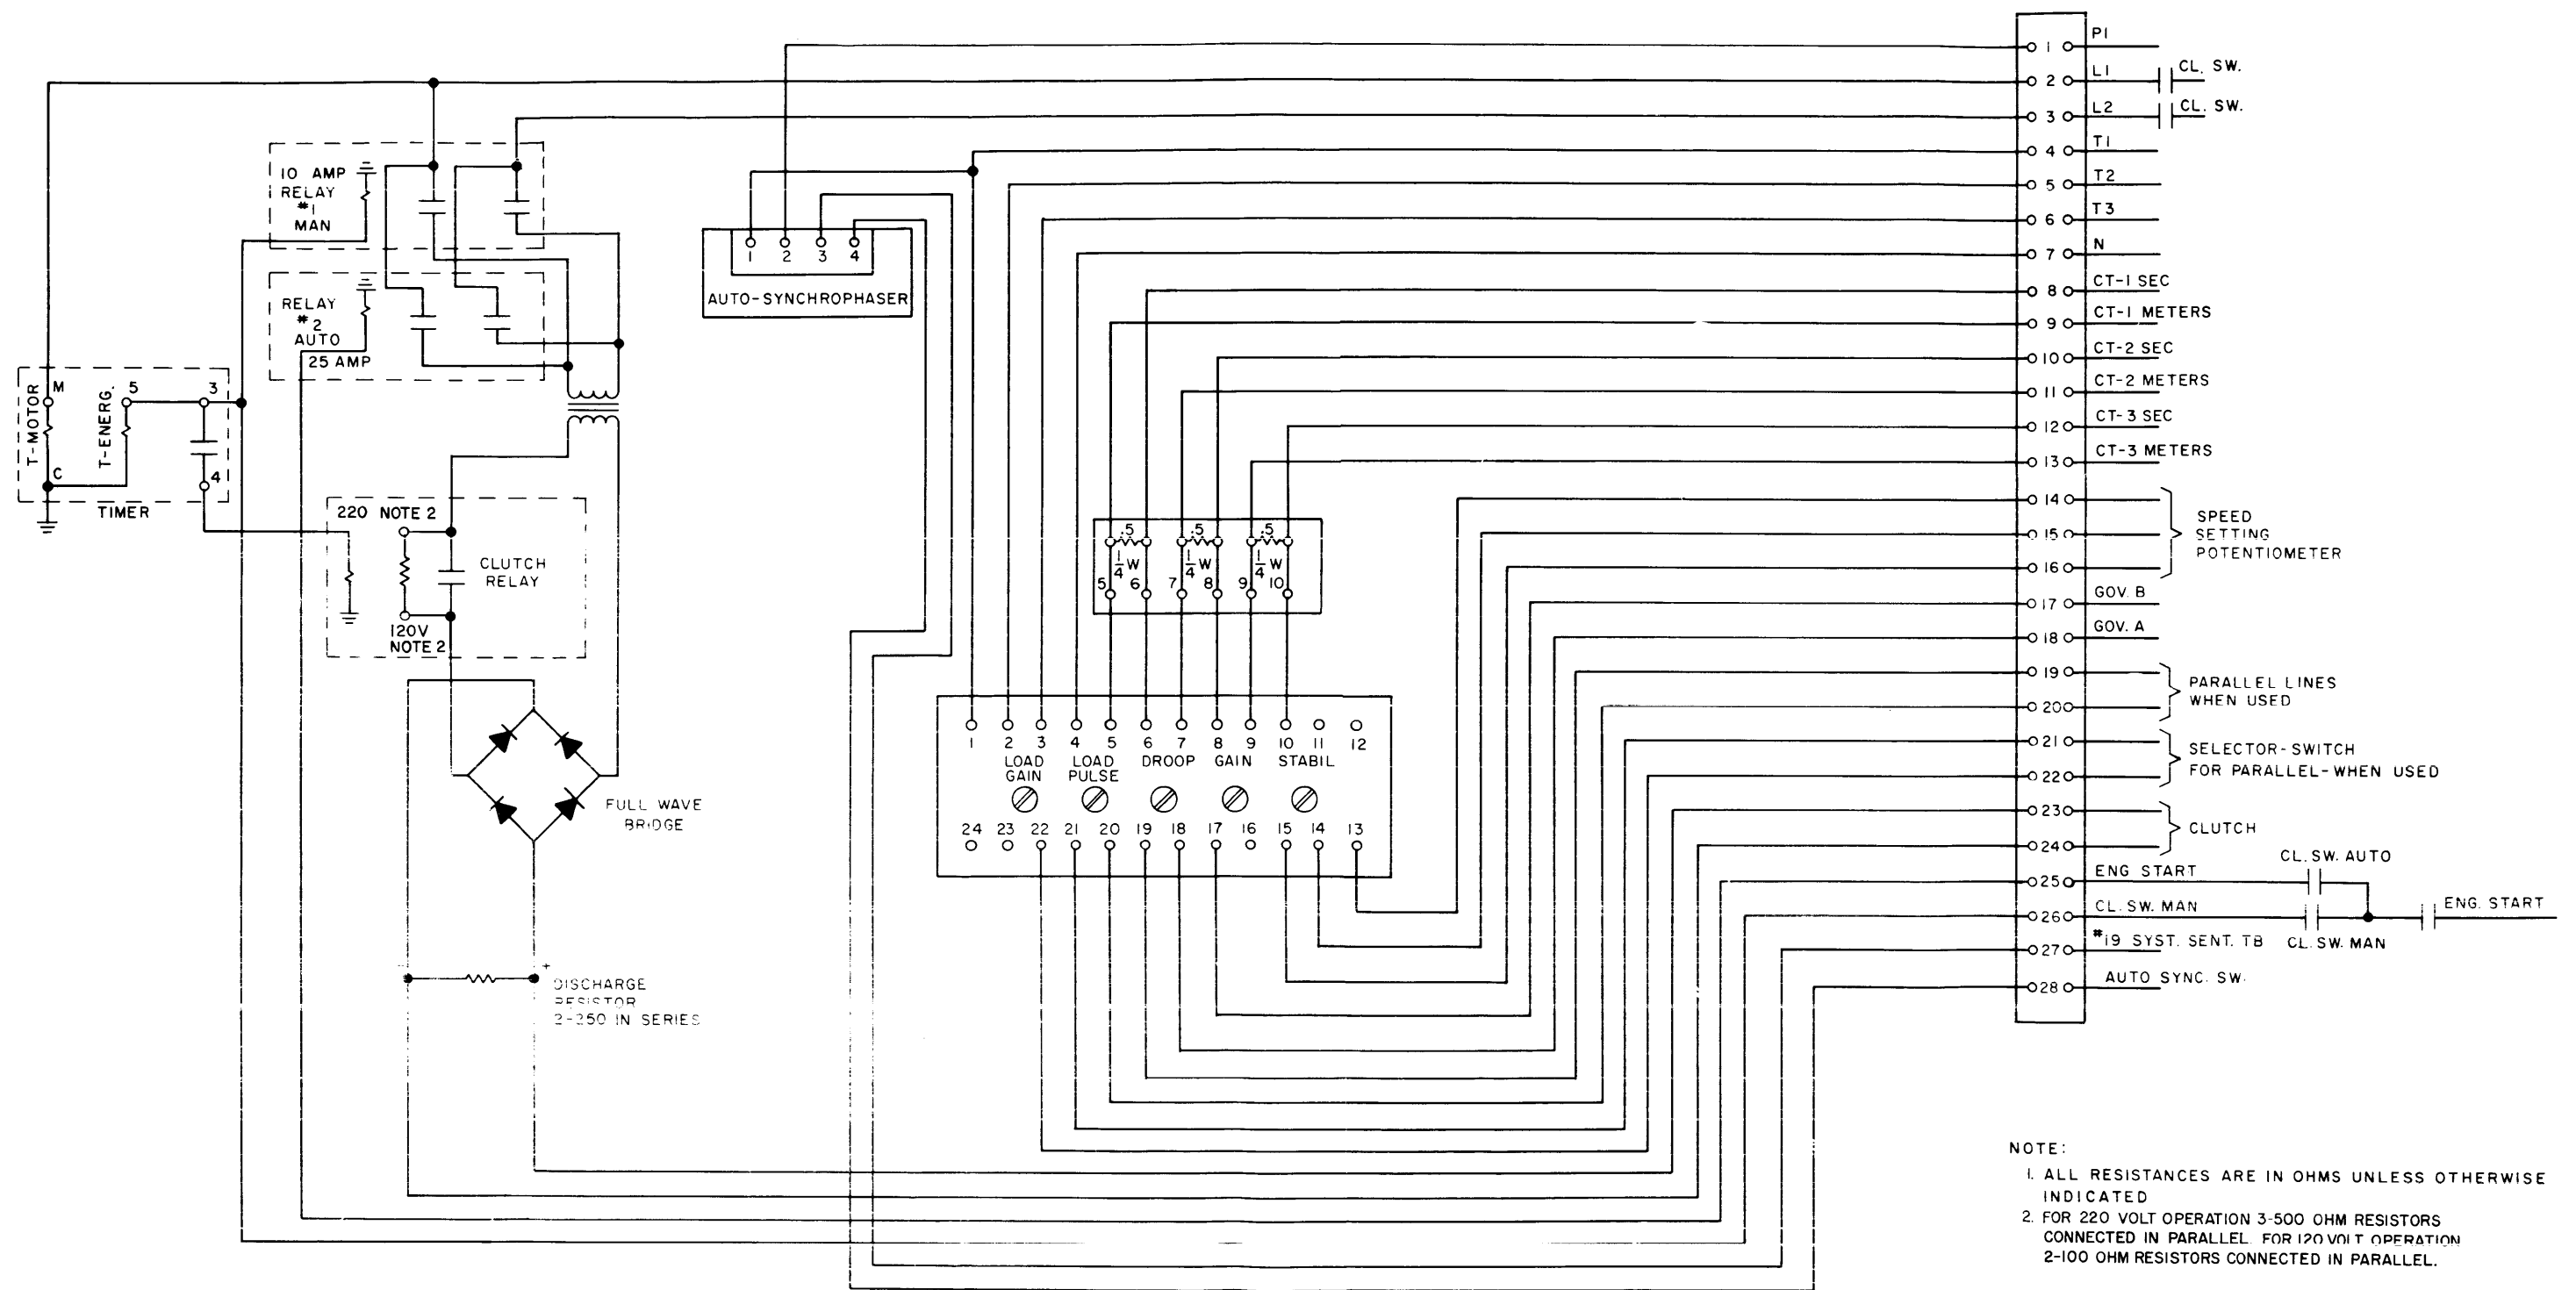 10 AMP
RELAY
#1
MAN
RELAY
#2
AUTO
25 AMP
T-MOTOR
M
C
T-ENERG.
5
3
4
TIMER
220 NOTE 2
CLUTCH
RELAY
120V
NOTE 2
FULL WAVE
BRIDGE
-
+
DISCHARGE
RESISTOR
2-250 IN SERIES
1 2 3 4
AUTO-SYNCHROPHASER
.5 .5 .5
1/4 W 1/4 W 1/4 W
5 6 7 8 9 10
1 2 3 4 5 6 7 8 9 10 11 12
LOAD
GAIN
LOAD
PULSE
DROOP
GAIN
STABIL
24 23 22 21 20 19 18 17 16 15 14 13
1 P1
2 L1 CL. SW.
3 L2 CL. SW.
4 T1
5 T2
6 T3
7 N
8 CT-1 SEC
9 CT-1 METERS
10 CT-2 SEC
11 CT-2 METERS
12 CT-3 SEC
13 CT-3 METERS
14
15
16
SPEED
SETTING
POTENTIOMETER
17 GOV. B
18 GOV. A
19
20
PARALLEL LINES
WHEN USED
21
22
SELECTOR-SWITCH
FOR PARALLEL-WHEN USED
23
24
CLUTCH
CL. SW. AUTO
25 ENG START
26 CL. SW. MAN
ENG. START
CL. SW. MAN
27 #19 SYST. SENT. TB
28 AUTO SYNC. SW.
NOTE:
1. ALL RESISTANCES ARE IN OHMS UNLESS OTHERWISE
INDICATED
2. FOR 220 VOLT OPERATION 3-500 OHM RESISTORS
CONNECTED IN PARALLEL. FOR 120 VOLT OPERATION
2-100 OHM RESISTORS CONNECTED IN PARALLEL.